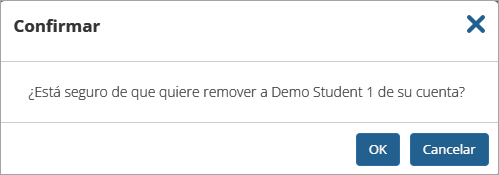 Confirmar
¿Está seguro de que quiere remover a Demo Student 1 de su cuenta?
OK
Cancelar